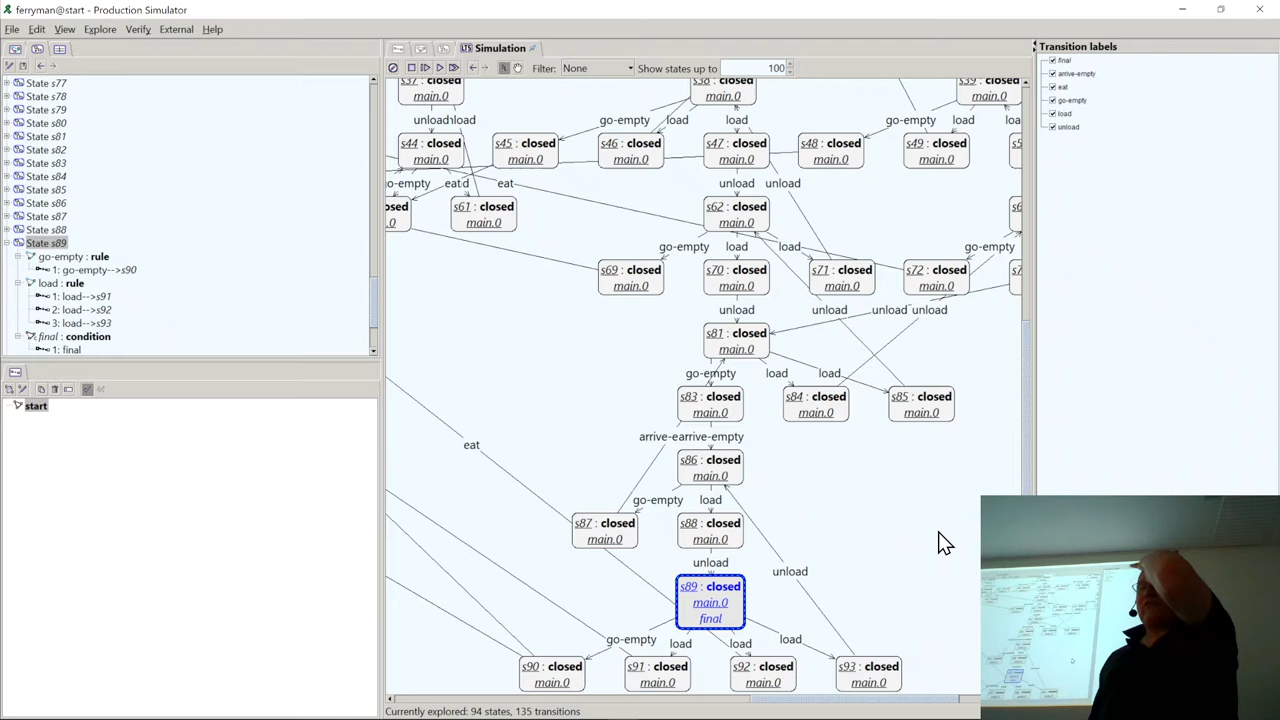 ferryman@start - Production Simulator
File Edit View Explore Verify External Help
LTS Simulation
Filter: None Show states up to 100
State s77
State s78
State s79
State s80
State s81
State s82
State s83
State s84
State s85
State s86
State s87
State s88
State s89
go-empty : rule
1: go-empty-->s90
load : rule
1: load-->s91
2: load-->s92
3: load-->s93
final : condition
1: final
start
s37 : closed
main.0
s38 : closed
main.0
s39 : closed
main.0
unload load go-empty load load go-empty load
s44 : closed
main.0
s45 : closed
main.0
s46 : closed
main.0
s47 : closed
main.0
s48 : closed
main.0
s49 : closed
main.0
eat eat unload unload
s61 : closed
main.0
s62 : closed
main.0
go-empty load load go-empty
s69 : closed
main.0
s70 : closed
main.0
s71 : closed
main.0
s72 : closed
main.0
unload unload unload unload
s81 : closed
main.0
go-empty load load
s83 : closed
main.0
s84 : closed
main.0
s85 : closed
main.0
eat
s86 : closed
main.0
go-empty load
s87 : closed
main.0
s88 : closed
main.0
unload unload
s89 : closed
main.0
final
go-empty load load load
s90 : closed
main.0
s91 : closed
main.0
s92 : closed
main.0
s93 : closed
main.0
Currently explored: 94 states, 135 transitions
Transition labels
final
arrive-empty
eat
go-empty
load
unload